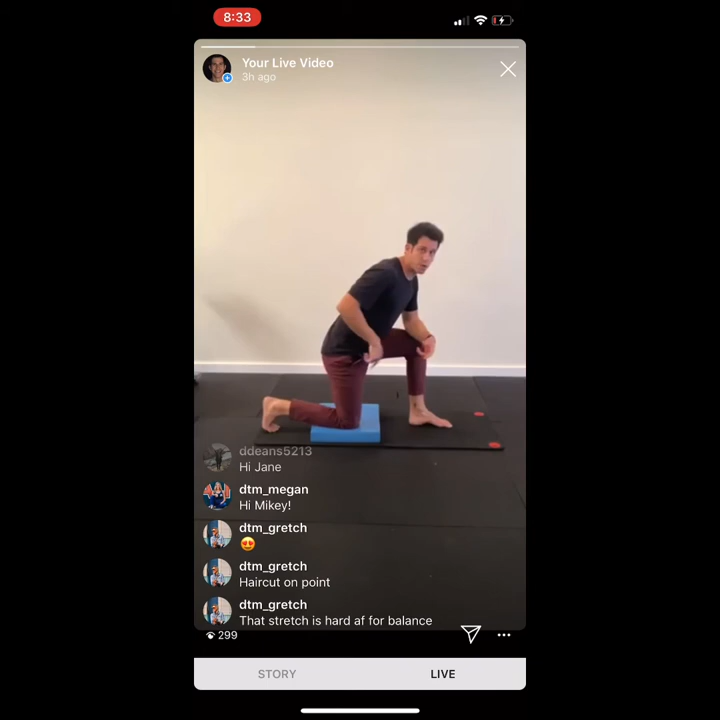 8:33
Your Live Video
3h ago
ddeans5213
Hi Jane
dtm_megan
Hi Mikey!
dtm_gretch
😍
dtm_gretch
Haircut on point
dtm_gretch
That stretch is hard af for balance
299
STORY
LIVE